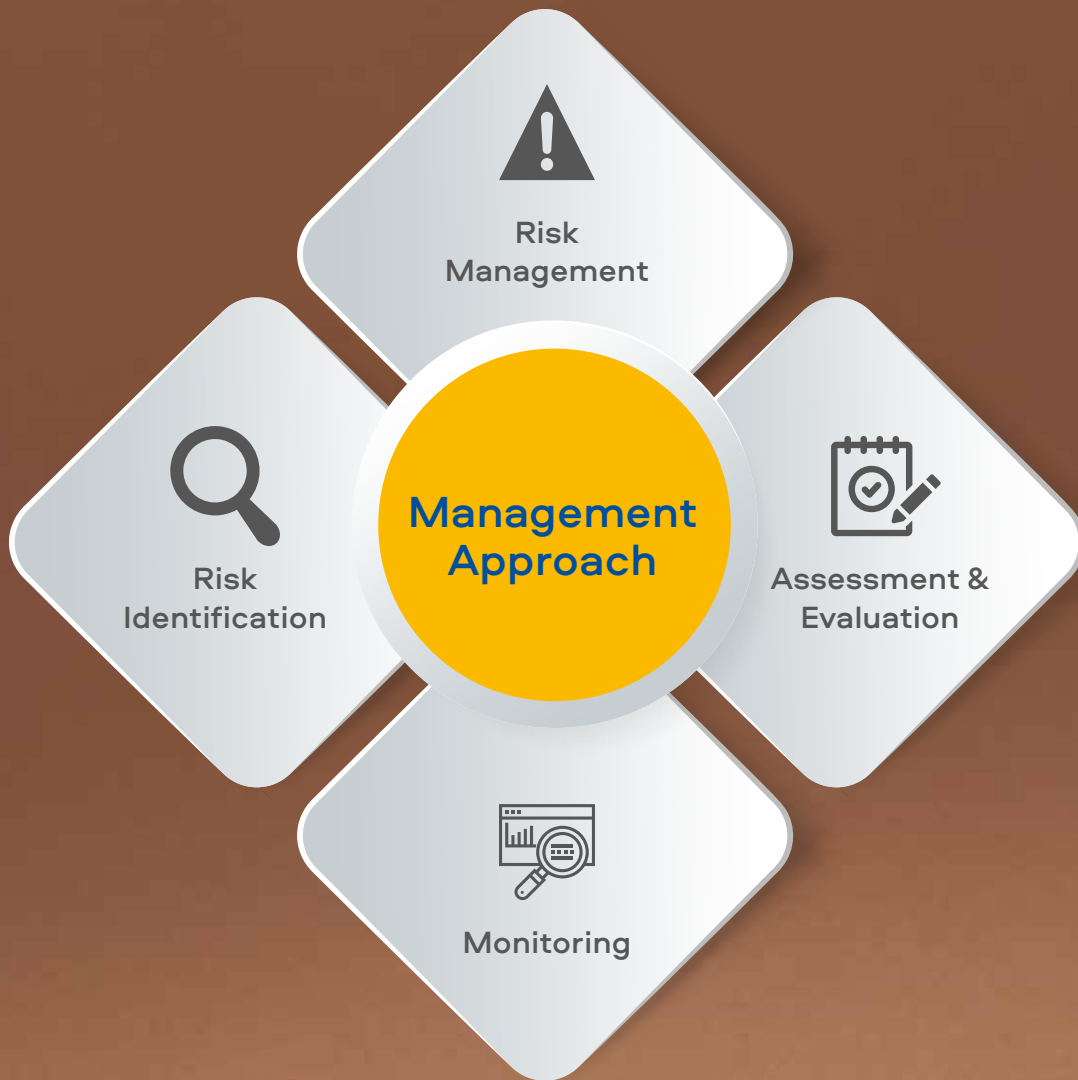 Risk
Management
Management
Approach
Risk
Identification
Assessment &
Evaluation
Monitoring